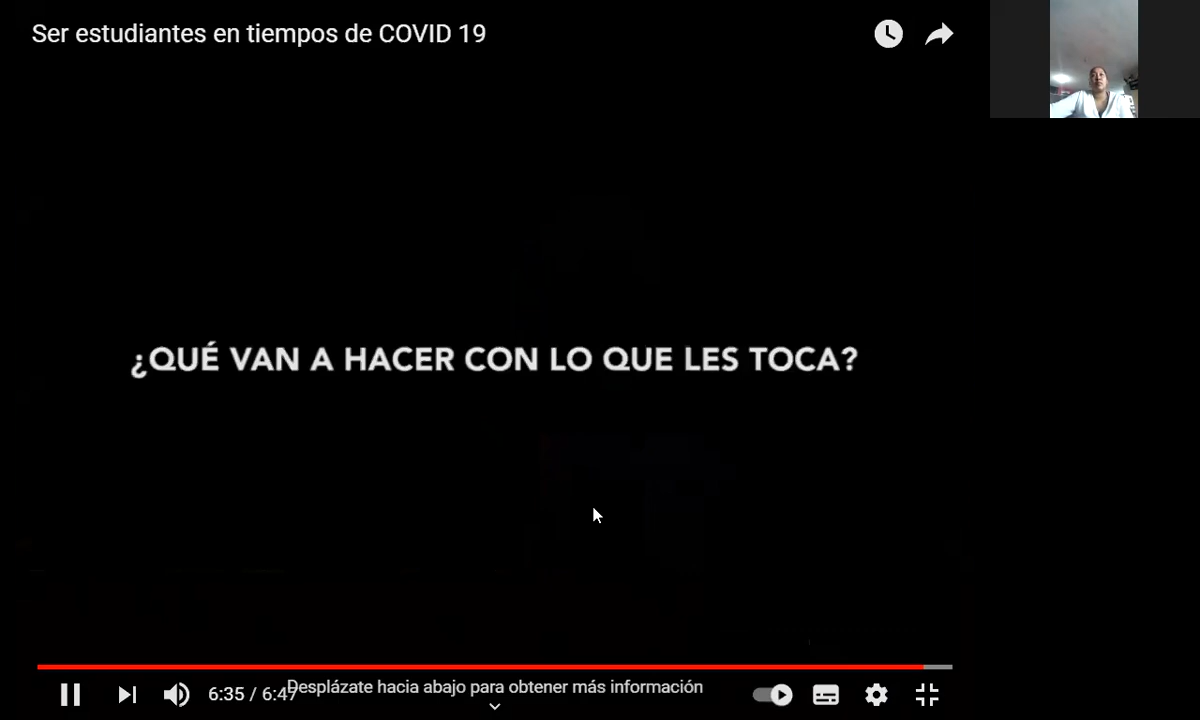 Ser estudiantes en tiempos de COVID 19
¿QUÉ VAN A HACER CON LO QUE LES TOCA?
6:35 / 6:47
Desplázate hacia abajo para obtener más información